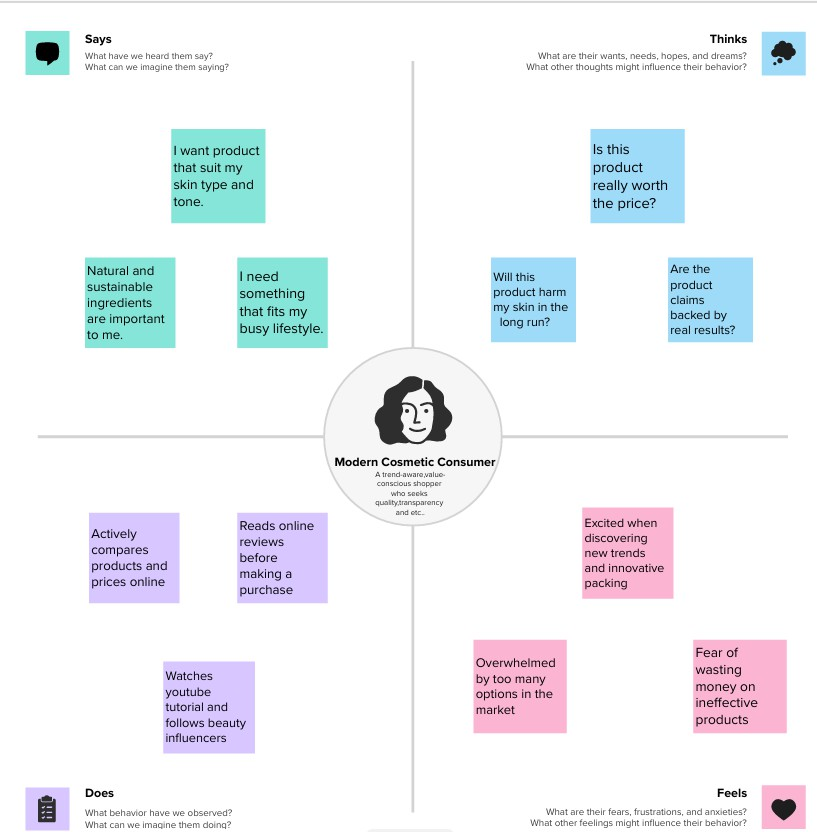 Says
What have we heard them say?
What can we imagine them saying?
Thinks
What are their wants, needs, hopes, and dreams?
What other thoughts might influence their behavior?
I want product
that suit my
skin type and
tone.
Natural and
sustainable
ingredients
are important
to me.
I need
something
that fits my
busy lifestyle.
Is this
product
really worth
the price?
Will this
product harm
my skin in the
long run?
Are the
product
claims
backed by
real results?
Modern Cosmetic Consumer
A trend-aware,value-
conscious shopper
who seeks
quality,transparency
and etc..
Actively
compares
products and
prices online
Reads online
reviews
before
making a
purchase
Watches
youtube
tutorial and
follows beauty
influencers
Excited when
discovering
new trends
and innovative
packing
Overwhelmed
by too many
options in the
market
Fear of
wasting
money on
ineffective
products
Does
What behavior have we observed?
What can we imagine them doing?
Feels
What are their fears, frustrations, and anxieties?
What other feelings might influence their behavior?